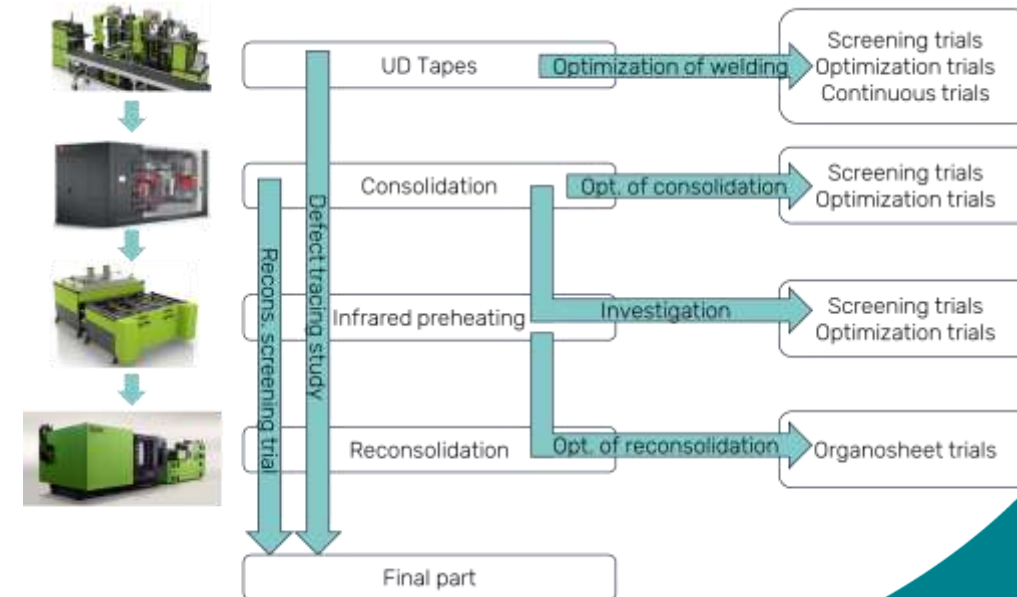 UD Tapes
Optimization of welding
Screening trials
Optimization trials
Continuous trials
Consolidation
Opt. of consolidation
Screening trials
Optimization trials
Recons. screening trial
Defect tracing study
Infrared preheating
Investigation
Screening trials
Optimization trials
Reconsolidation
Opt. of reconsolidation
Organosheet trials
Final part